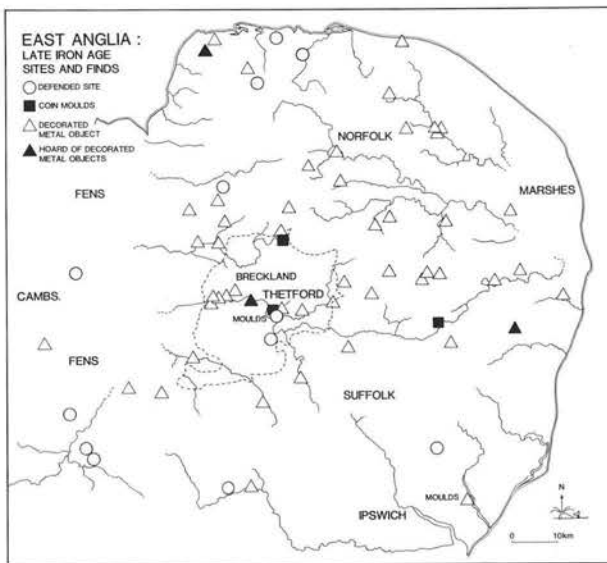 EAST ANGLIA :
LATE IRON AGE
SITES AND FINDS
DEFENDED SITE
COIN MOULDS
DECORATED
METAL OBJECT
HOARD OF DECORATED
METAL OBJECTS
NORFOLK
FENS
MARSHES
BRECKLAND
CAMBS.
THETFORD
MOULDS
FENS
SUFFOLK
MOULDS
IPSWICH
N
0 10km